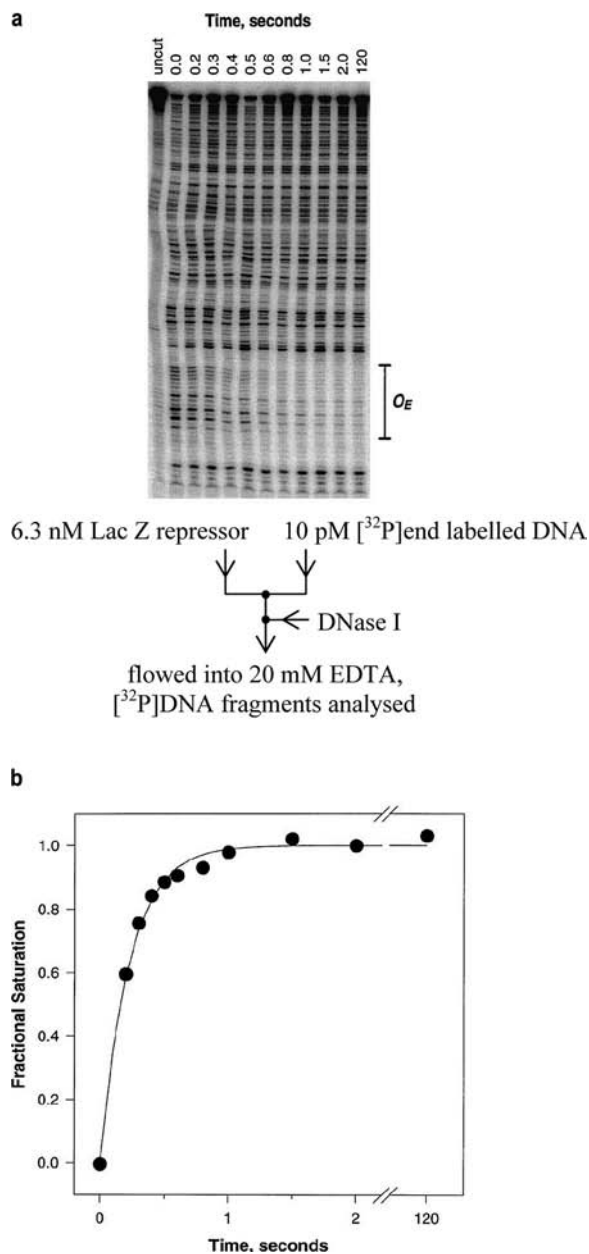 a
Time, seconds
uncut 0.0 0.2 0.3 0.4 0.5 0.6 0.8 1.0 1.5 2.0 120
O_E
6.3 nM Lac Z repressor 10 pM [³²P]end labelled DNA
DNase I
flowed into 20 mM EDTA,
[³²P]DNA fragments analysed
b
1.0
0.8
0.6
0.4
0.2
0.0
Fractional Saturation
0 1 2 120
Time, seconds